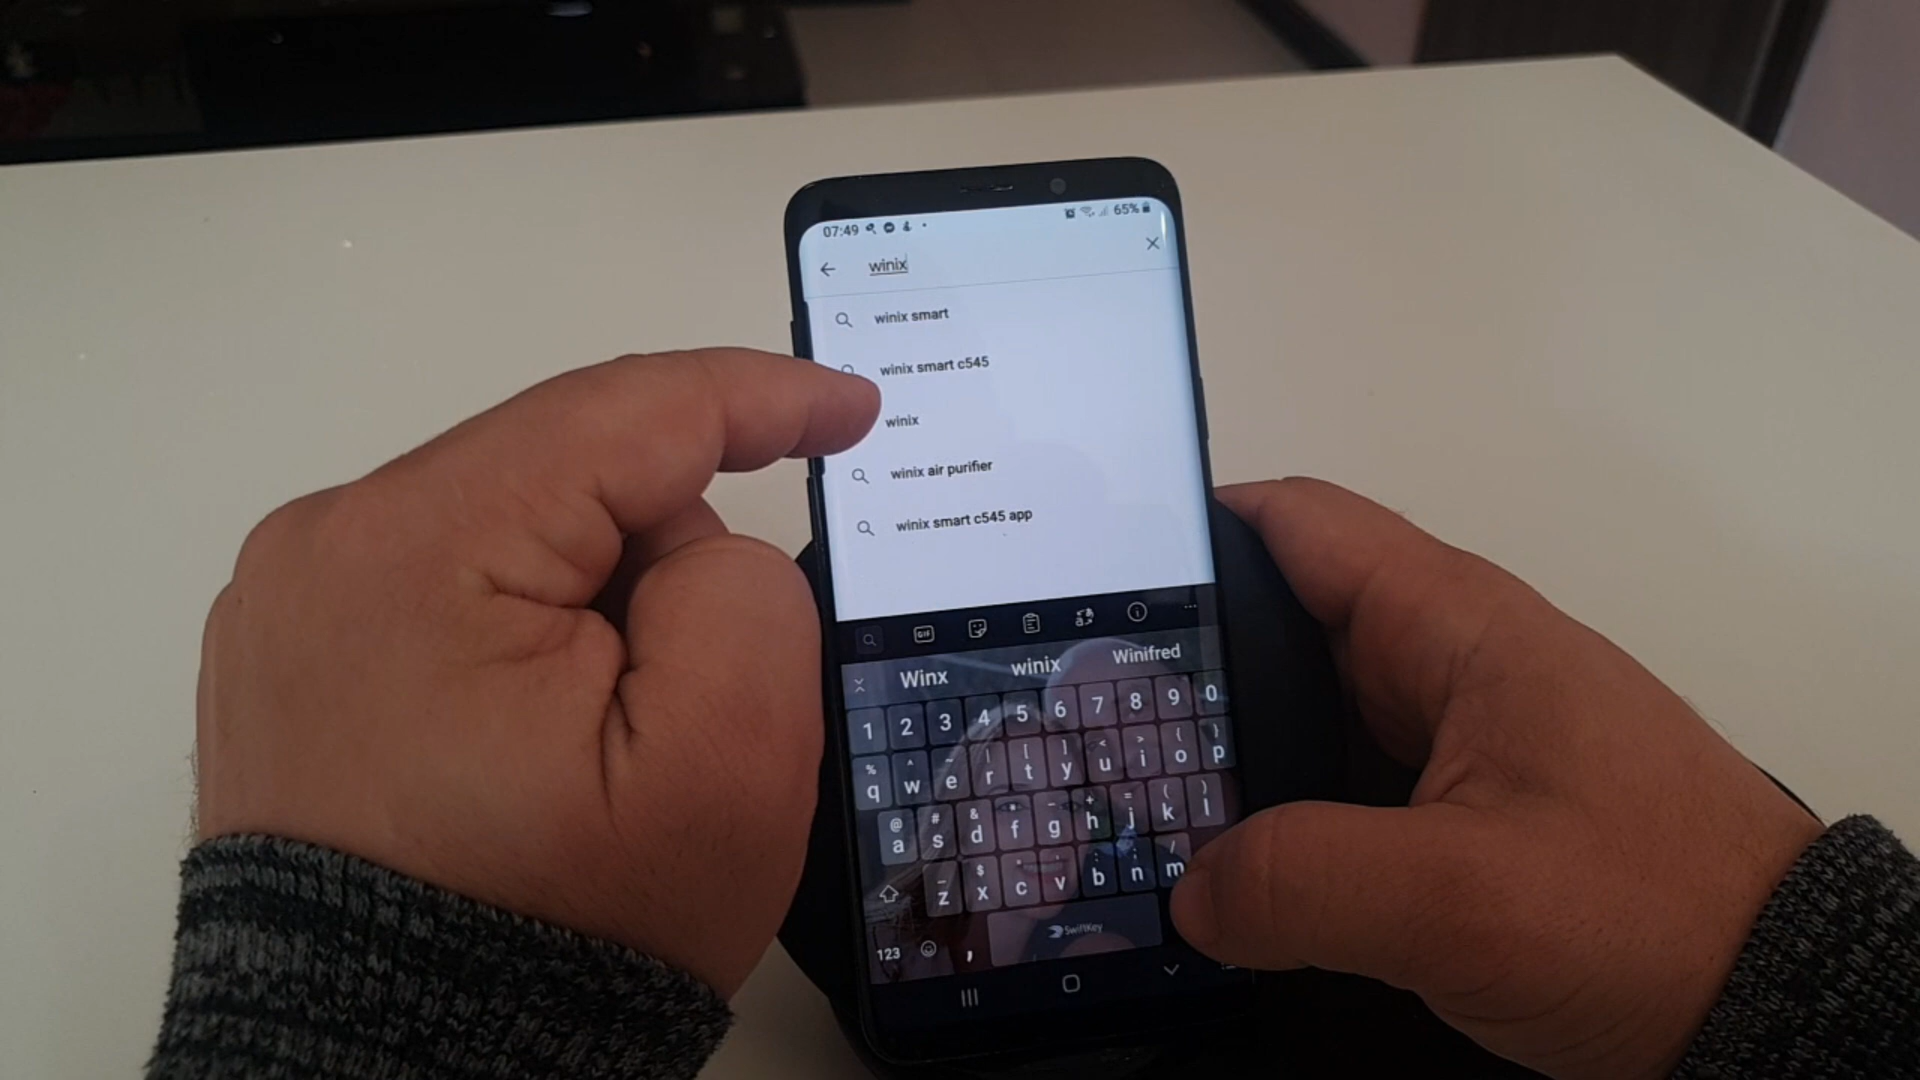 07:49 65%
winix
winix smart
winix smart c545
winix
winix air purifier
winix smart c545 app
GIF
Winx winix Winifred
1 2 3 4 5 6 7 8 9 0
% ^ ~ | [ ] < > { }
q w e r t y u i o p
@ # & * - + = ( )
a s d f g h j k l
_ $ " ' : ; /
z x c v b n m
123 , SwiftKey